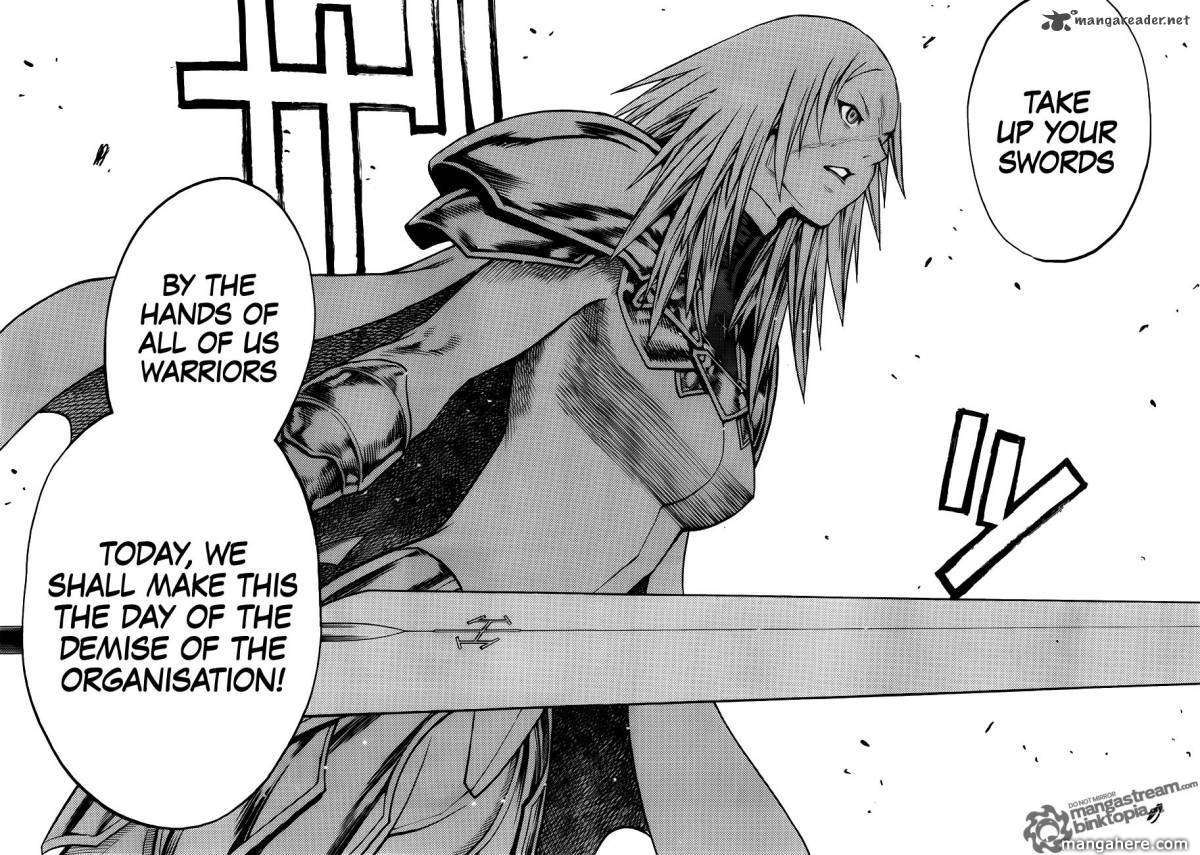 mangareader.net
TAKE
UP YOUR
SWORDS
BY THE
HANDS OF
ALL OF US
WARRIORS
TODAY, WE
SHALL MAKE THIS
THE DAY OF THE
DEMISE OF THE
ORGANISATION!
ッ
DO NOT MIRROR
mangastream.com
binktopia
mangahere.com